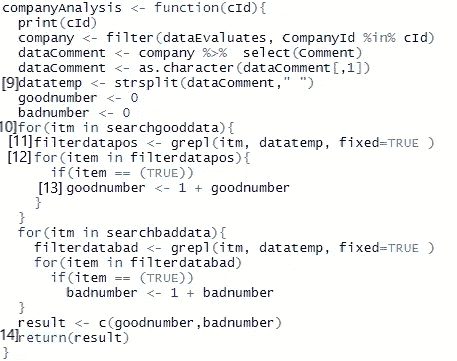 companyAnalysis <- function(cId){
print(cId)
company <- filter(dataEvaluates, CompanyId %in% cId)
dataComment <- company %>%  select(Comment)
dataComment <- as.character(dataComment[,1])
[9]datatemp <- strsplit(dataComment," ")
goodnumber <- 0
badnumber <- 0
10]for(itm in searchgooddata){
[11]filterdatapos <- grepl(itm, datatemp, fixed=TRUE )
[12]for(item in filterdatapos){
if(item == (TRUE))
[13]goodnumber <- 1 + goodnumber
}
}
for(itm in searchbaddata){
filterdatabad <- grepl(itm, datatemp, fixed=TRUE )
for(item in filterdatabad)
if(item == (TRUE))
badnumber <- 1 + badnumber
}
result <- c(goodnumber,badnumber)
14]return(result)
}